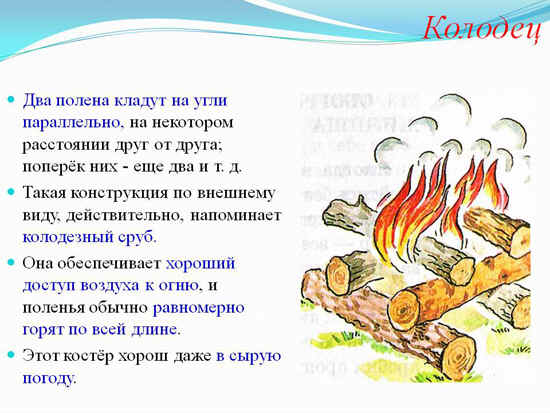 Колодец
Два полена кладут на угли
параллельно, на некотором
расстоянии друг от друга;
поперёк них - еще два и т. д.
Такая конструкция по внешнему
виду, действительно, напоминает
колодезный сруб.
Она обеспечивает хороший
доступ воздуха к огню, и
поленья обычно равномерно
горят по всей длине.
Этот костёр хорош даже в сырую
погоду.